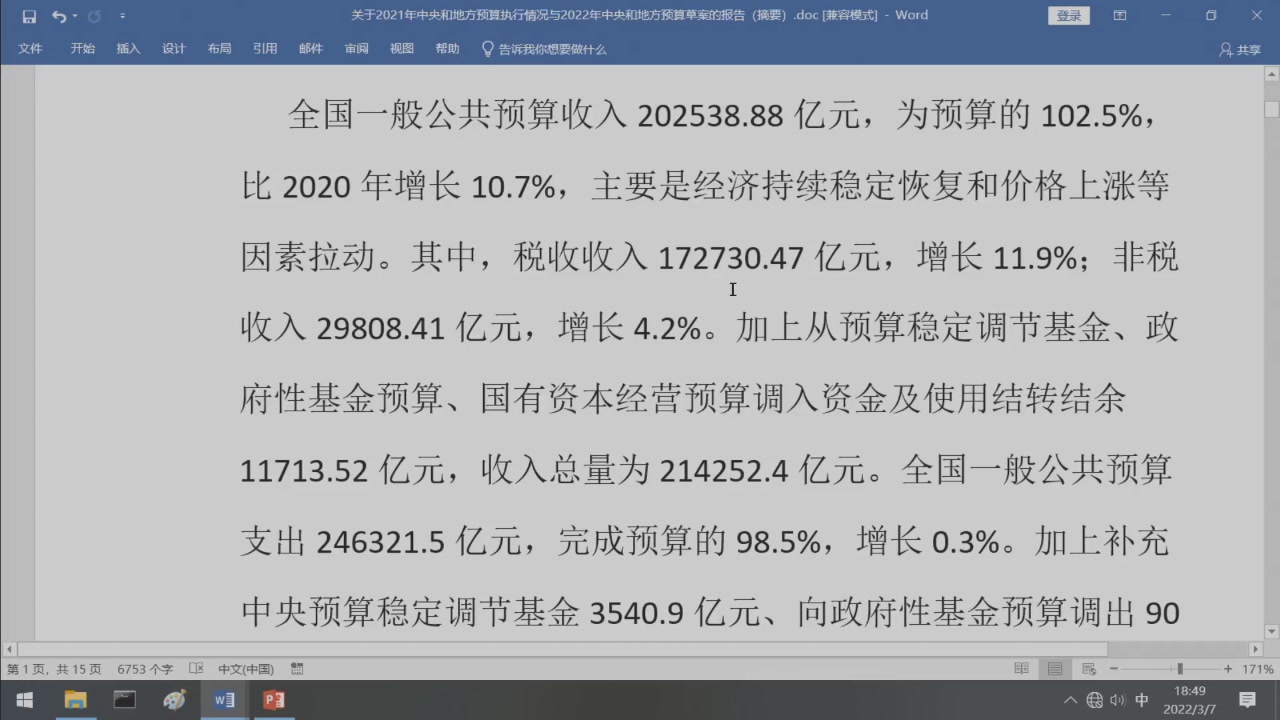 关于2021年中央和地方预算执行情况与2022年中央和地方预算草案的报告（摘要）.doc [兼容模式] - Word
登录
文件 开始 插入 设计 布局 引用 邮件 审阅 视图 帮助 告诉我你想要做什么 共享
全国一般公共预算收入 202538.88 亿元，为预算的 102.5%，
比 2020 年增长 10.7%，主要是经济持续稳定恢复和价格上涨等
因素拉动。其中，税收收入 172730.47 亿元，增长 11.9%；非税
收入 29808.41 亿元，增长 4.2%。加上从预算稳定调节基金、政
府性基金预算、国有资本经营预算调入资金及使用结转结余
11713.52 亿元，收入总量为 214252.4 亿元。全国一般公共预算
支出 246321.5 亿元，完成预算的 98.5%，增长 0.3%。加上补充
中央预算稳定调节基金 3540.9 亿元、向政府性基金预算调出 90
第 1 页，共 15 页 6753 个字 中文(中国) 171%
中 18:49
2022/3/7